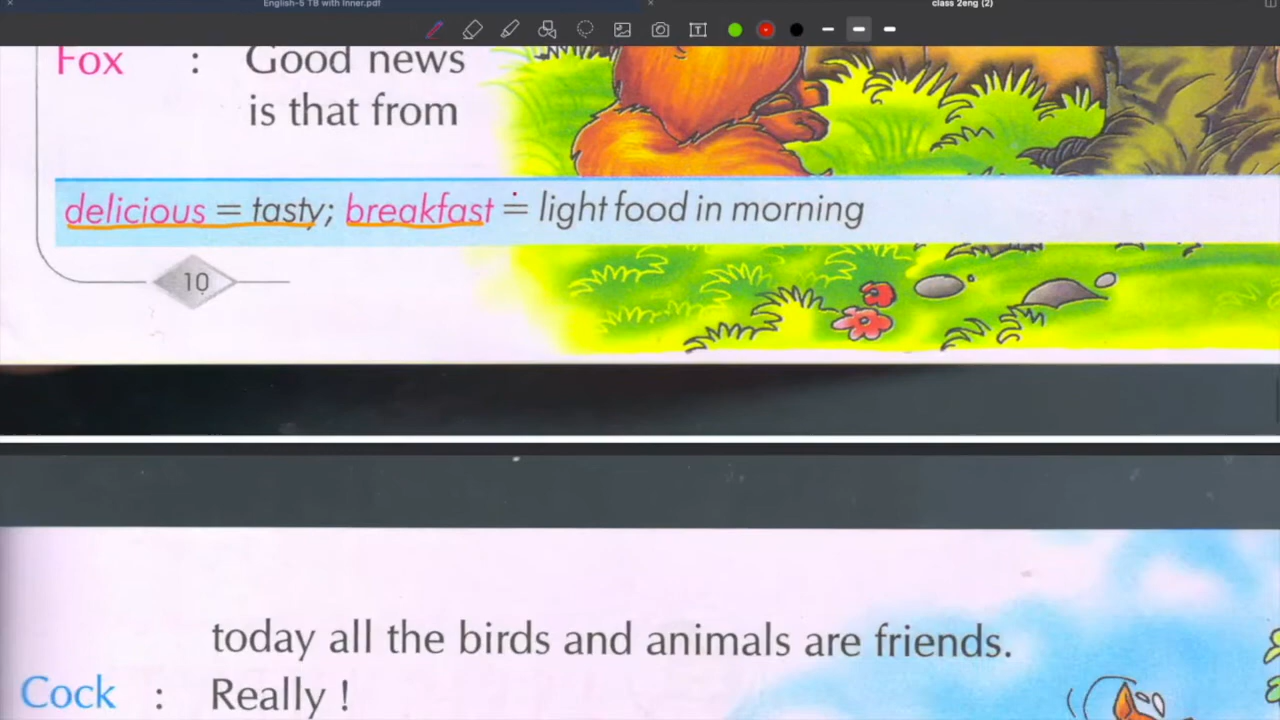 English-5 TB with Inner.pdf
class 2eng (2)
T
Fox : Good news
is that from
delicious = tasty; breakfast = light food in morning
10
today all the birds and animals are friends.
Cock : Really !